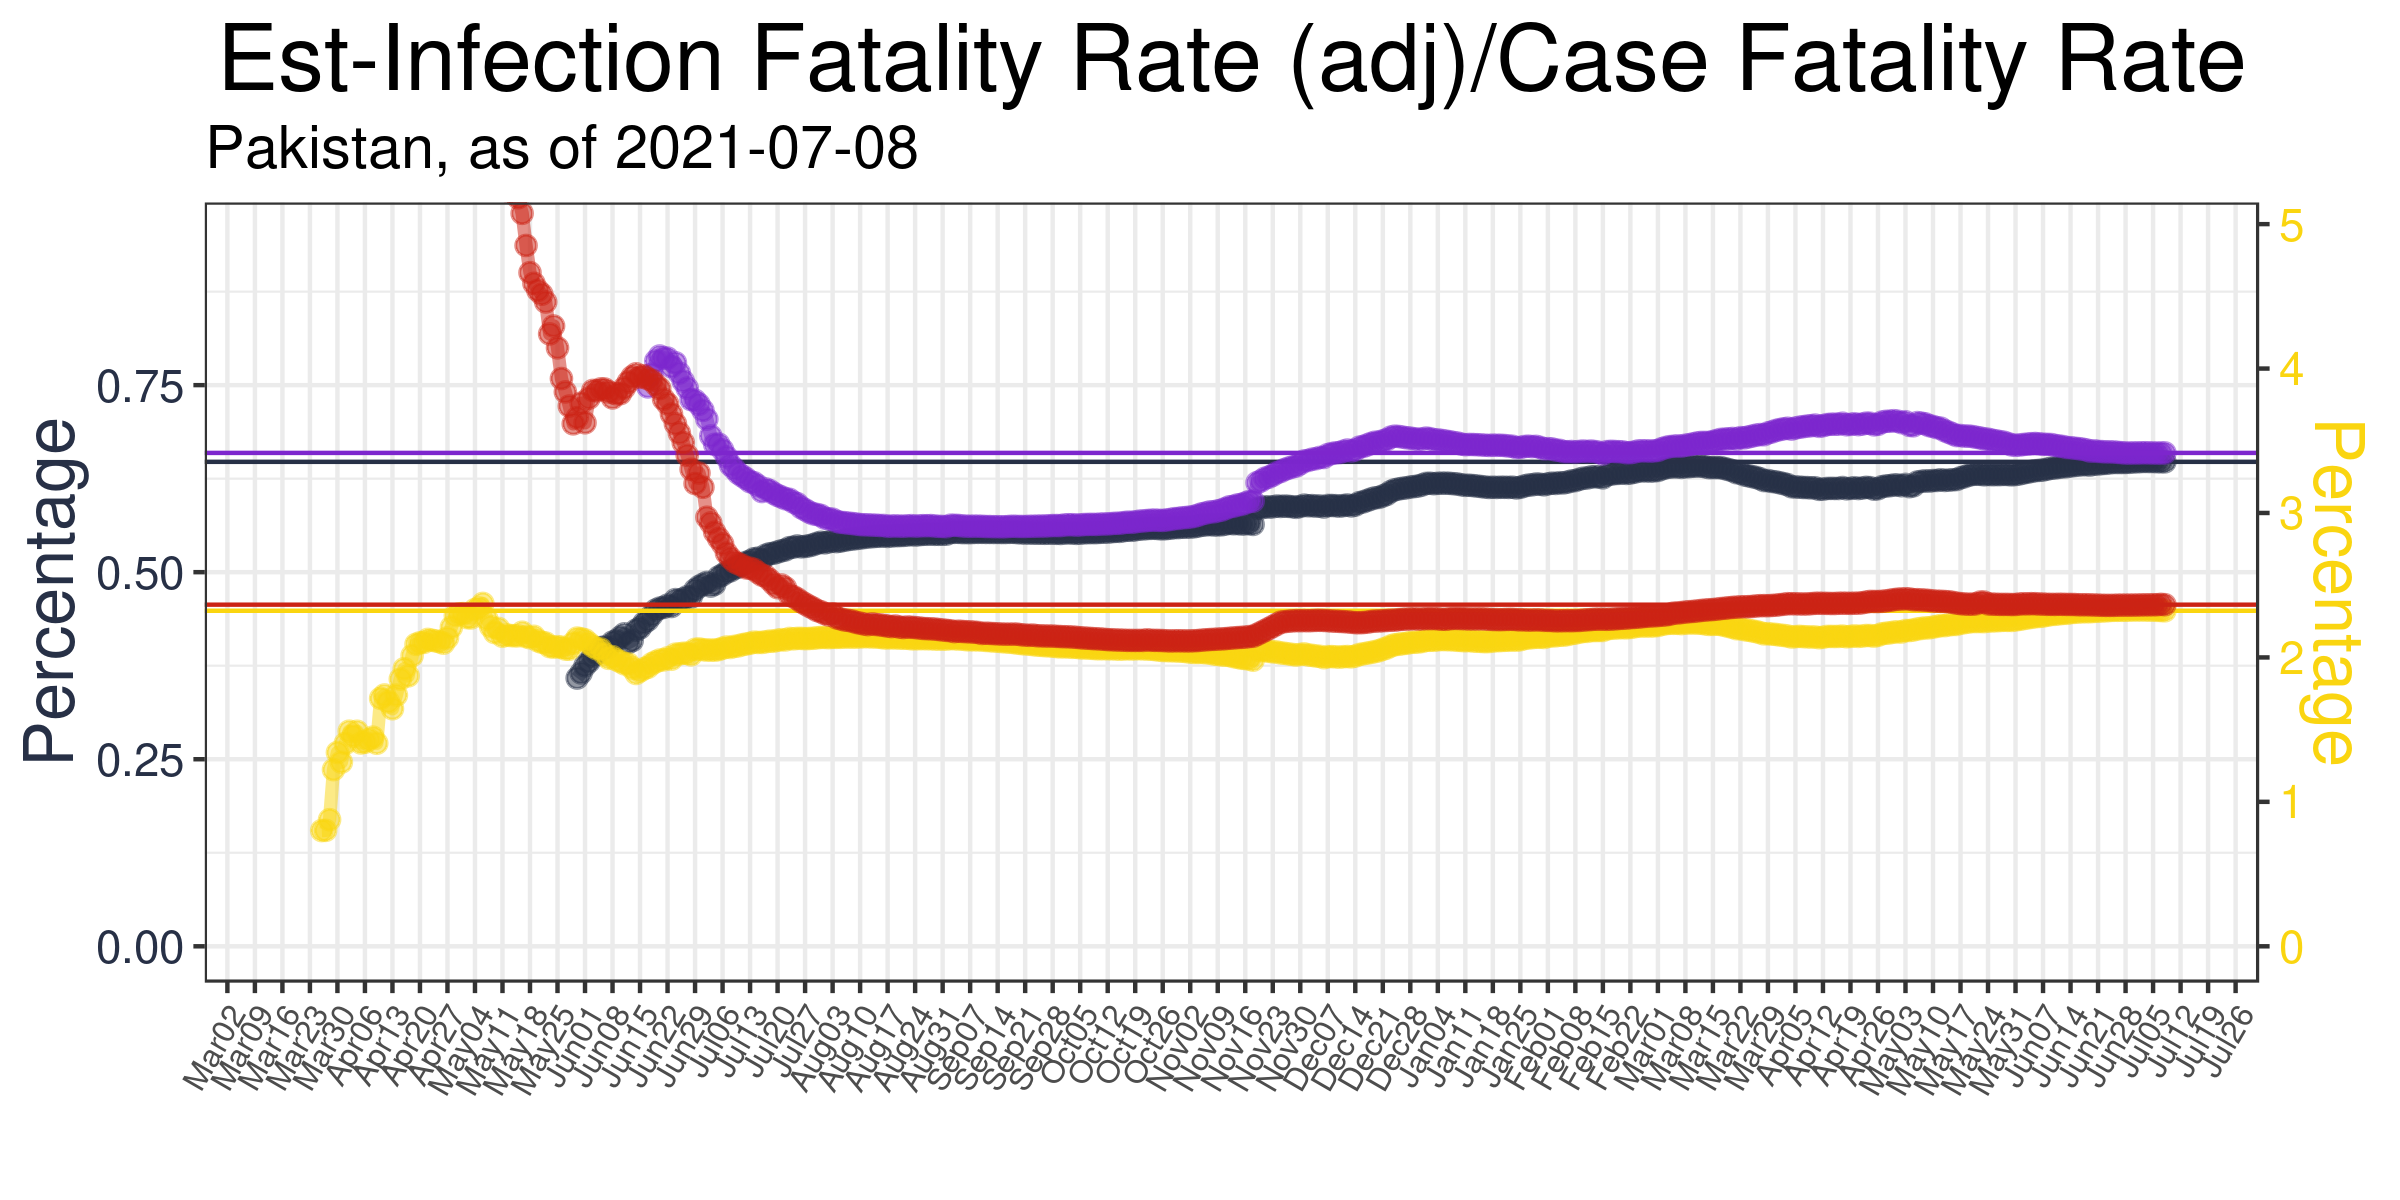 Est-Infection Fatality Rate (adj)/Case Fatality Rate
Pakistan, as of 2021-07-08
Percentage
0.75
0.50
0.25
0.00
5
4
3
2
1
0
Percentage
Mar02
Mar09
Mar16
Mar23
Mar30
Apr06
Apr13
Apr20
Apr27
May04
May11
May18
May25
Jun01
Jun08
Jun15
Jun22
Jun29
Jul06
Jul13
Jul20
Jul27
Aug03
Aug10
Aug17
Aug24
Aug31
Sep07
Sep14
Sep21
Sep28
Oct05
Oct12
Oct19
Oct26
Nov02
Nov09
Nov16
Nov23
Nov30
Dec07
Dec14
Dec21
Dec28
Jan04
Jan11
Jan18
Jan25
Feb01
Feb08
Feb15
Feb22
Mar01
Mar08
Mar15
Mar22
Mar29
Apr05
Apr12
Apr19
Apr26
May03
May10
May17
May24
May31
Jun07
Jun14
Jun21
Jun28
Jul05
Jul12
Jul19
Jul26